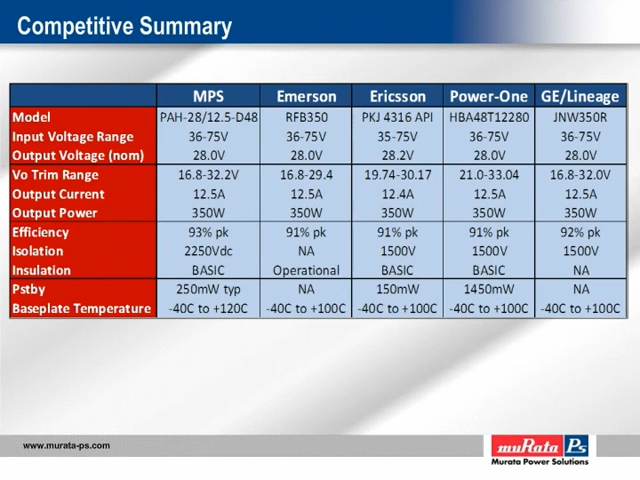 Competitive Summary
MPS Emerson Ericsson Power-One GE/Lineage
Model PAH-28/12.5-D48 RFB350 PKJ 4316 API HBA48T12280 JNW350R
Input Voltage Range 36-75V 36-75V 35-75V 36-75V 36-75V
Output Voltage (nom) 28.0V 28.0V 28.2V 28.0V 28.0V
Vo Trim Range 16.8-32.2V 16.8-29.4 19.74-30.17 21.0-33.04 16.8-32.0V
Output Current 12.5A 12.5A 12.4A 12.5A 12.5A
Output Power 350W 350W 350W 350W 350W
Efficiency 93% pk 91% pk 91% pk 91% pk 92% pk
Isolation 2250Vdc NA 1500V 1500V 1500V
Insulation BASIC Operational BASIC BASIC NA
Pstby 250mW typ NA 150mW 1450mW NA
Baseplate Temperature -40C to +120C -40C to +100C -40C to +100C -40C to +100C -40C to +100C
www.murata-ps.com
muRata Ps
Murata Power Solutions